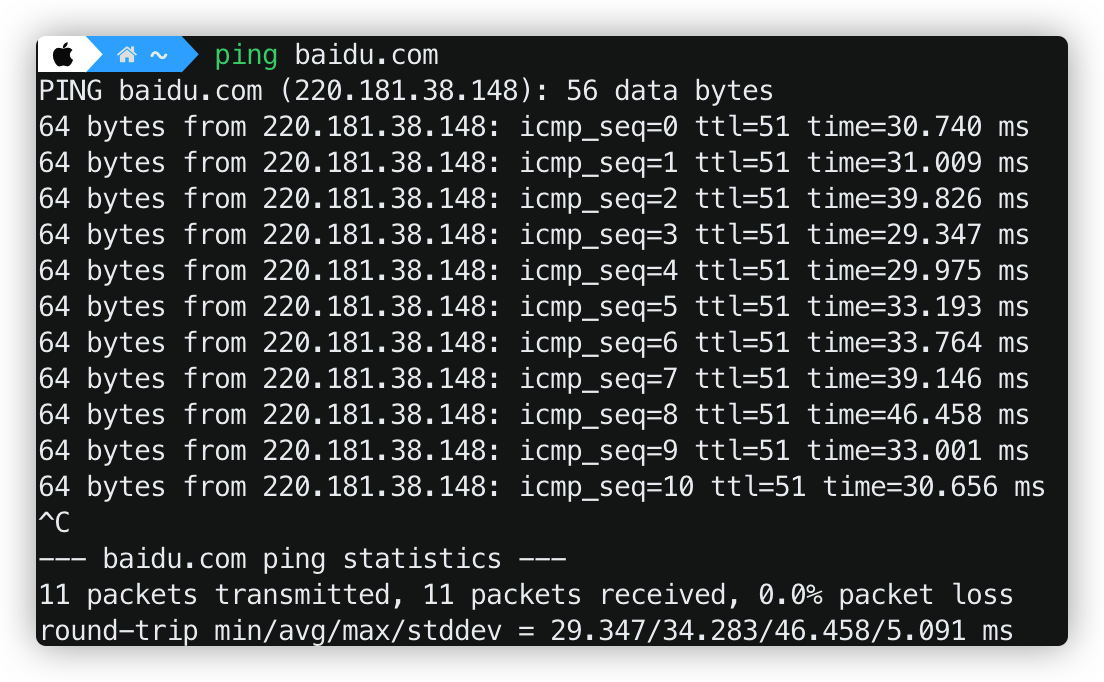 ~ ping baidu.com
PING baidu.com (220.181.38.148): 56 data bytes
64 bytes from 220.181.38.148: icmp_seq=0 ttl=51 time=30.740 ms
64 bytes from 220.181.38.148: icmp_seq=1 ttl=51 time=31.009 ms
64 bytes from 220.181.38.148: icmp_seq=2 ttl=51 time=39.826 ms
64 bytes from 220.181.38.148: icmp_seq=3 ttl=51 time=29.347 ms
64 bytes from 220.181.38.148: icmp_seq=4 ttl=51 time=29.975 ms
64 bytes from 220.181.38.148: icmp_seq=5 ttl=51 time=33.193 ms
64 bytes from 220.181.38.148: icmp_seq=6 ttl=51 time=33.764 ms
64 bytes from 220.181.38.148: icmp_seq=7 ttl=51 time=39.146 ms
64 bytes from 220.181.38.148: icmp_seq=8 ttl=51 time=46.458 ms
64 bytes from 220.181.38.148: icmp_seq=9 ttl=51 time=33.001 ms
64 bytes from 220.181.38.148: icmp_seq=10 ttl=51 time=30.656 ms
^C
--- baidu.com ping statistics ---
11 packets transmitted, 11 packets received, 0.0% packet loss
round-trip min/avg/max/stddev = 29.347/34.283/46.458/5.091 ms